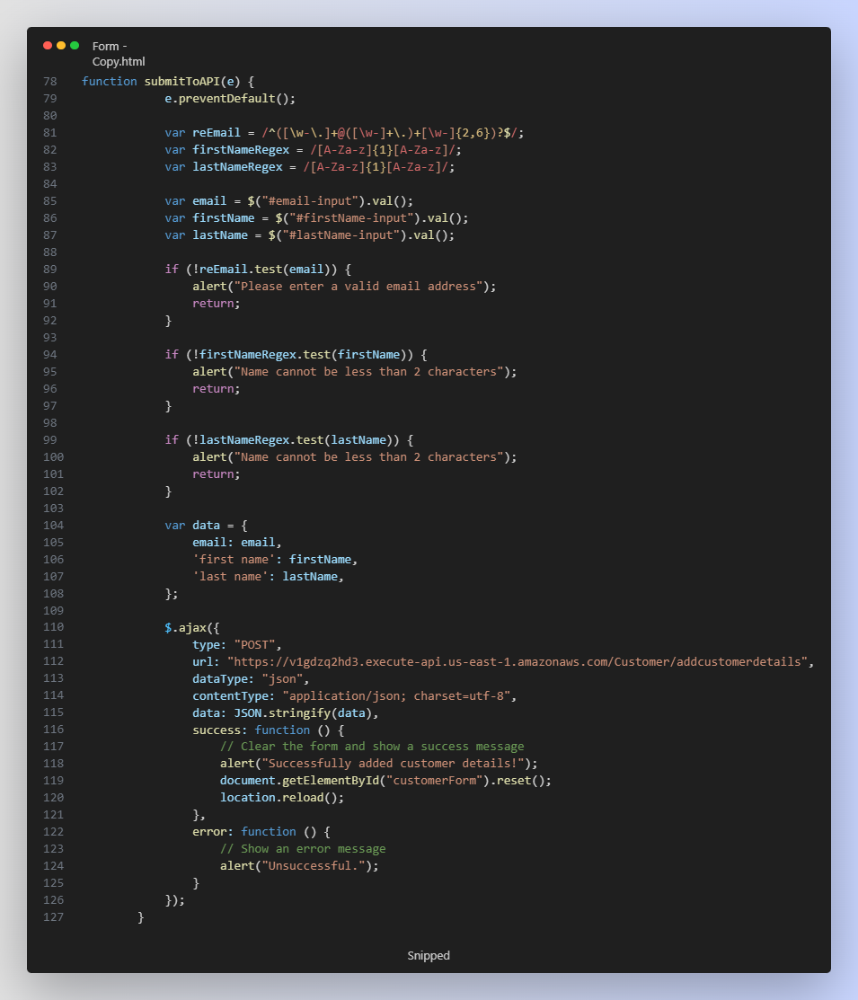 Form -
Copy.html
78 function submitToAPI(e) {
79             e.preventDefault();
80
81             var reEmail = /^([\w-\.]+@([\w-]+\.)+[\w-]{2,6})?$/;
82             var firstNameRegex = /[A-Za-z]{1}[A-Za-z]/;
83             var lastNameRegex = /[A-Za-z]{1}[A-Za-z]/;
84
85             var email = $("#email-input").val();
86             var firstName = $("#firstName-input").val();
87             var lastName = $("#lastName-input").val();
88
89             if (!reEmail.test(email)) {
90                 alert("Please enter a valid email address");
91                 return;
92             }
93
94             if (!firstNameRegex.test(firstName)) {
95                 alert("Name cannot be less than 2 characters");
96                 return;
97             }
98
99             if (!lastNameRegex.test(lastName)) {
100                 alert("Name cannot be less than 2 characters");
101                 return;
102             }
103
104             var data = {
105                 email: email,
106                 'first name': firstName,
107                 'last name': lastName,
108             };
109
110             $.ajax({
111                 type: "POST",
112                 url: "https://v1gdzq2hd3.execute-api.us-east-1.amazonaws.com/Customer/addcustomerdetails",
113                 dataType: "json",
114                 contentType: "application/json; charset=utf-8",
115                 data: JSON.stringify(data),
116                 success: function () {
117                     // Clear the form and show a success message
118                     alert("Successfully added customer details!");
119                     document.getElementById("customerForm").reset();
120                     location.reload();
121                 },
122                 error: function () {
123                     // Show an error message
124                     alert("Unsuccessful.");
125                 }
126             });
127         }
Snipped